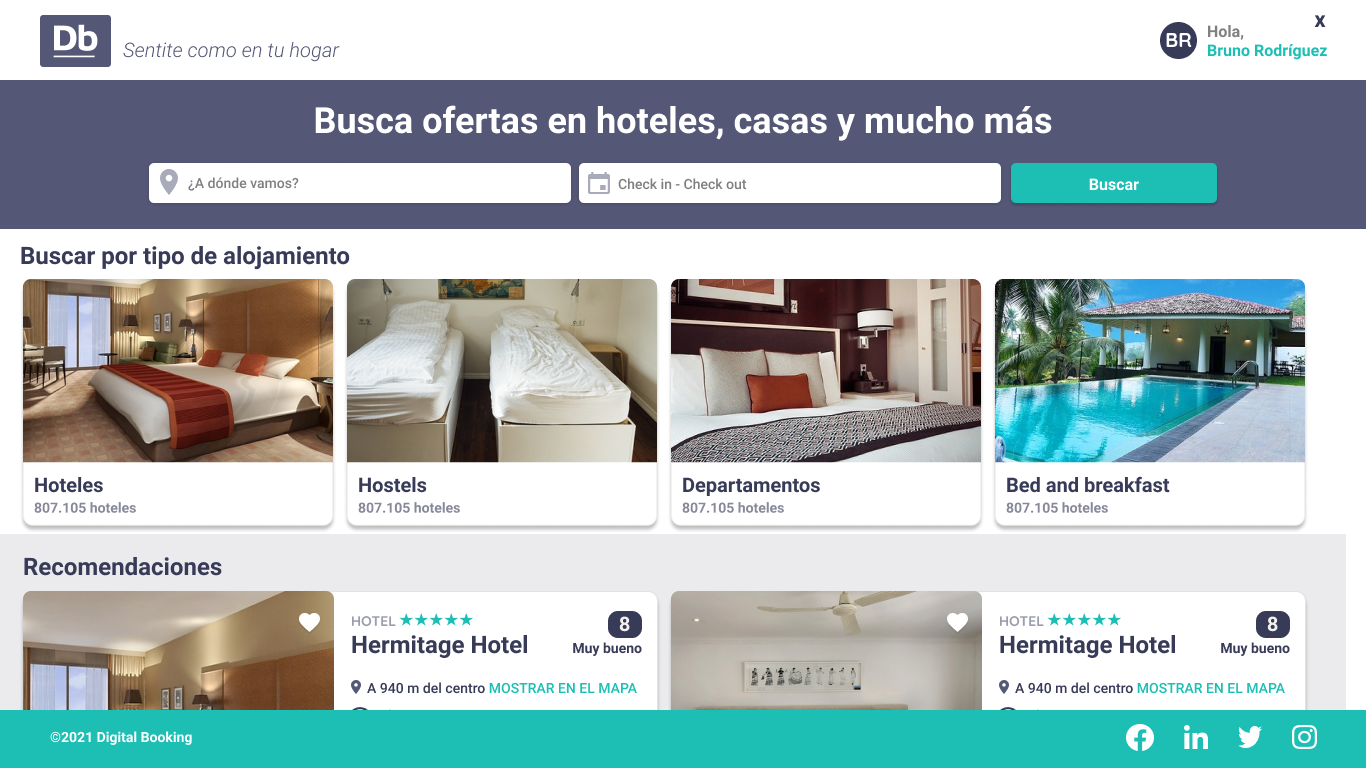 Db
Sentite como en tu hogar
x
BR
Hola,
Bruno Rodríguez
Busca ofertas en hoteles, casas y mucho más
¿A dónde vamos?
Check in - Check out
Buscar
Buscar por tipo de alojamiento
Hoteles
807.105 hoteles
Hostels
807.105 hoteles
Departamentos
807.105 hoteles
Bed and breakfast
807.105 hoteles
Recomendaciones
HOTEL
8
Hermitage Hotel
Muy bueno
A 940 m del centro MOSTRAR EN EL MAPA
HOTEL
8
Hermitage Hotel
Muy bueno
A 940 m del centro MOSTRAR EN EL MAPA
©2021 Digital Booking